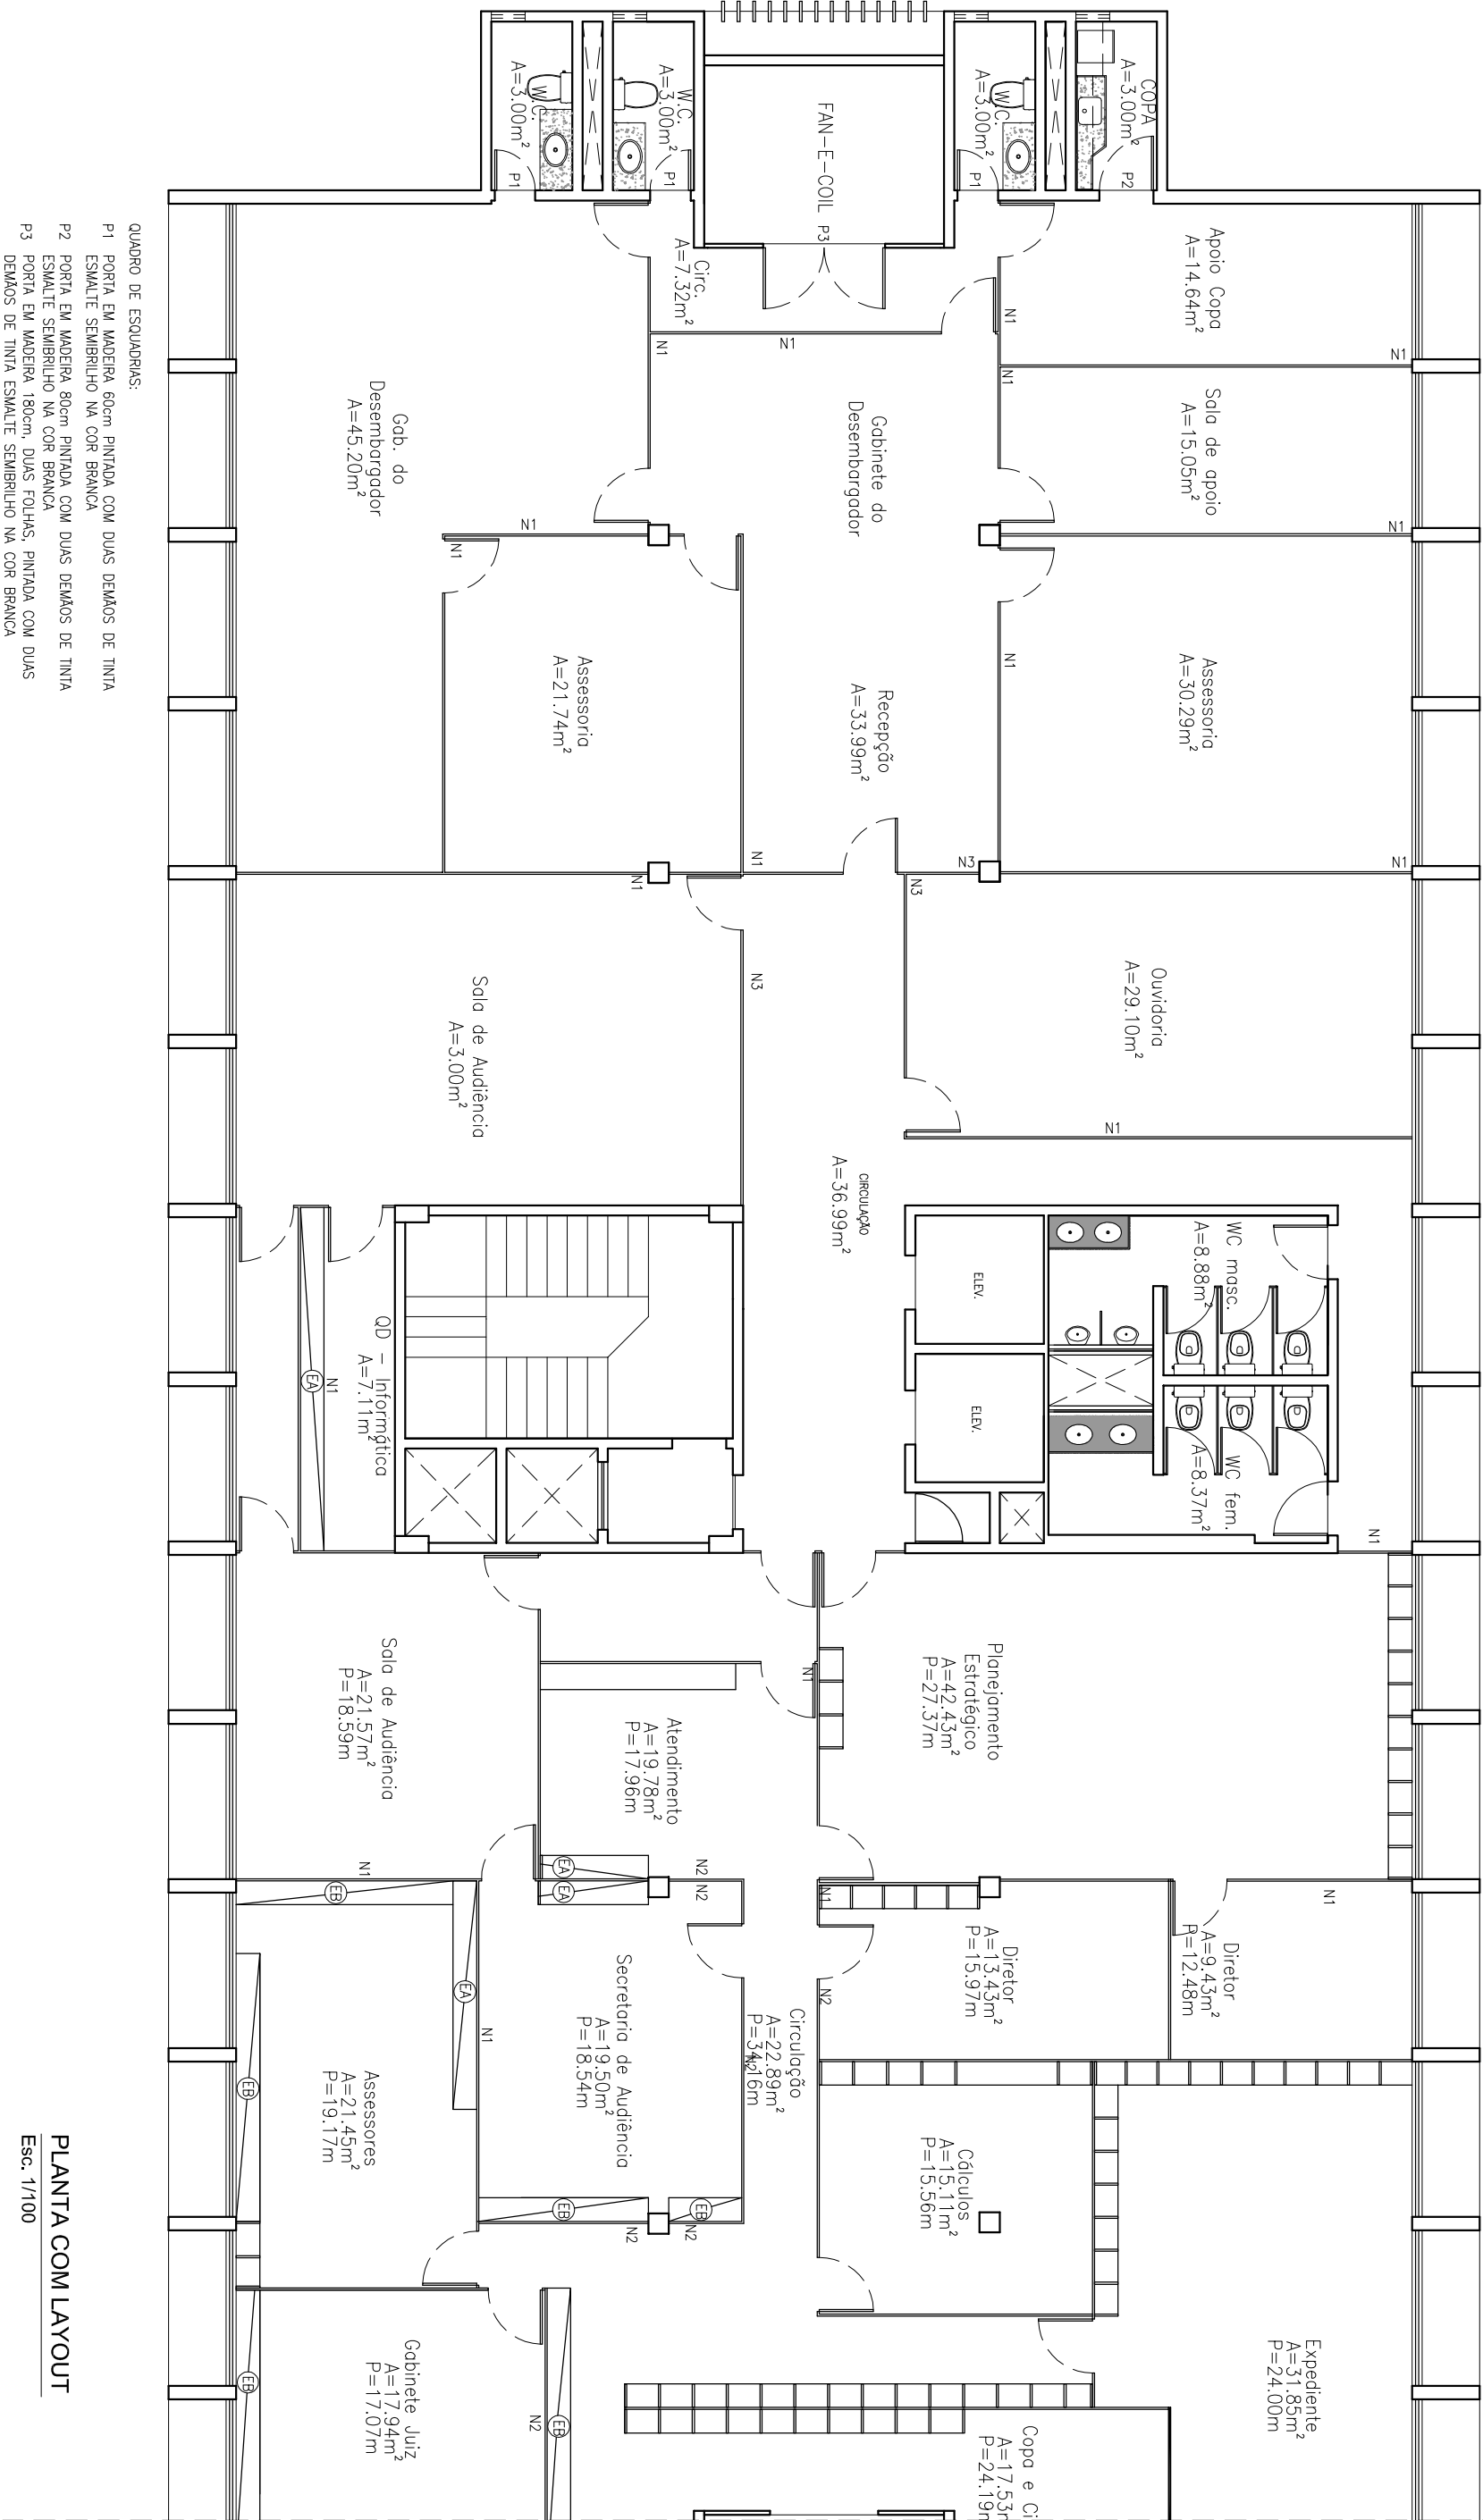 COPA
A=3.00m²
P2
W.C.
A=3.00m²
P1
FAN-E-COIL
P3
W.C.
A=3.00m²
P1
W.C.
A=3.00m²
P1
Apoio Copa
A=14.64m²
N1
N1
Circ.
A=7.32m²
N1
N1
Sala de apoio
A=15.05m²
N1
N1
Gabinete do
Desembargador
Gab. do
Desembargador
A=45.20m²
N1
N1
Assessoria
A=30.29m²
N1
N1
Recepção
A=33.99m²
N3
N1
Assessoria
A=21.74m²
N1
Ouvidoria
A=29.10m²
N3
N1
N3
Sala de Audiência
A=3.00m²
CIRCULAÇÃO
A=36.99m²
WC masc.
A=8.88m²
WC fem.
A=8.37m²
ELEV.
ELEV.
N1
QD - Informática
A=7.11m²
N1
EA
Planejamento
Estratégico
A=42.43m²
P=27.37m
N1
Atendimento
A=19.78m²
P=17.96m
Sala de Audiência
A=21.57m²
P=18.59m
N1
N2
N2
EA
EA
EB
EA
N1
Diretor
A=9.43m²
P=12.48m
N1
Diretor
A=13.43m²
P=15.97m
N1
N2
Circulação
A=22.89m²
P=34.16m
N2
Secretaria de Audiência
A=19.50m²
P=18.54m
N1
EB
EB
N2
N2
Assessores
A=21.45m²
P=19.17m
EB
Cálculos
A=15.11m²
P=15.56m
Expediente
A=31.85m²
P=24.00m
Copa e Ci
A=17.53m
P=24.19m
Gabinete Juiz
A=17.94m²
P=17.07m
N2
EB
EB
QUADRO DE ESQUADRIAS:
P1 PORTA EM MADEIRA 60cm PINTADA COM DUAS DEMÃOS DE TINTA
ESMALTE SEMIBRILHO NA COR BRANCA
P2 PORTA EM MADEIRA 80cm PINTADA COM DUAS DEMÃOS DE TINTA
ESMALTE SEMIBRILHO NA COR BRANCA
P3 PORTA EM MADEIRA 180cm, DUAS FOLHAS, PINTADA COM DUAS
DEMÃOS DE TINTA ESMALTE SEMIBRILHO NA COR BRANCA
PLANTA COM LAYOUT
Esc. 1/100